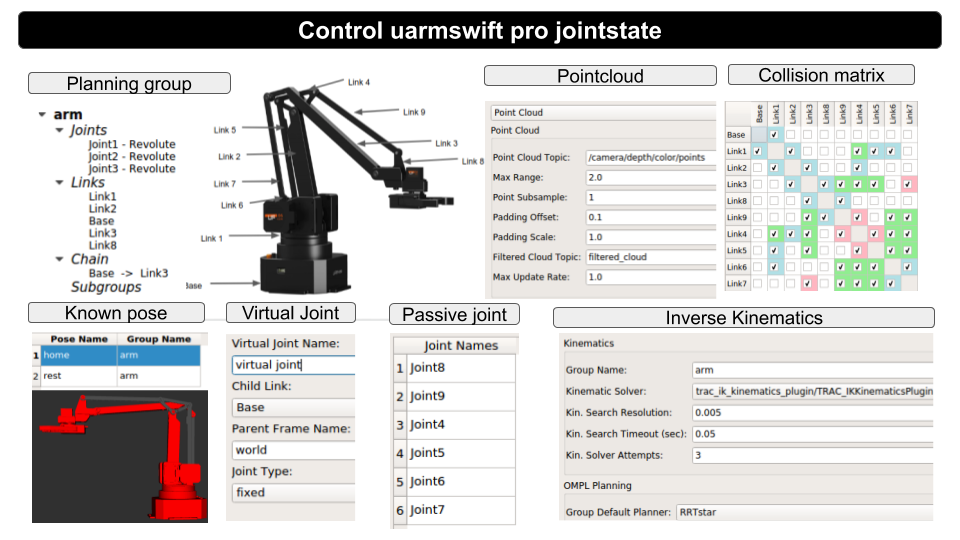 Control uarmswift pro jointstate
Planning group
arm
Joints
Joint1 - Revolute
Joint2 - Revolute
Joint3 - Revolute
Links
Link1
Link2
Base
Link3
Link8
Chain
Base -> Link3
Subgroups
Link 4
Link 9
Link 5
Link 3
Link 2
Link 8
Link 7
Link 6
Link 1
Base
Pointcloud
Point Cloud
Point Cloud
Point Cloud Topic: /camera/depth/color/points
Max Range: 2.0
Point Subsample: 1
Padding Offset: 0.1
Padding Scale: 1.0
Filtered Cloud Topic: filtered_cloud
Max Update Rate: 1.0
Collision matrix
Base Link1 Link2 Link3 Link8 Link9 Link4 Link5 Link6 Link7
Base
Link1
Link2
Link3
Link8
Link9
Link4
Link5
Link6
Link7
Known pose
Pose Name Group Name
1 home arm
2 rest arm
Virtual Joint
Virtual Joint Name:
virtual joint
Child Link:
Base
Parent Frame Name:
world
Joint Type:
fixed
Passive joint
Joint Names
1 Joint8
2 Joint9
3 Joint4
4 Joint5
5 Joint6
6 Joint7
Inverse Kinematics
Kinematics
Group Name: arm
Kinematic Solver: trac_ik_kinematics_plugin/TRAC_IKKinematicsPlugin
Kin. Search Resolution: 0.005
Kin. Search Timeout (sec): 0.05
Kin. Solver Attempts: 3
OMPL Planning
Group Default Planner: RRTstar